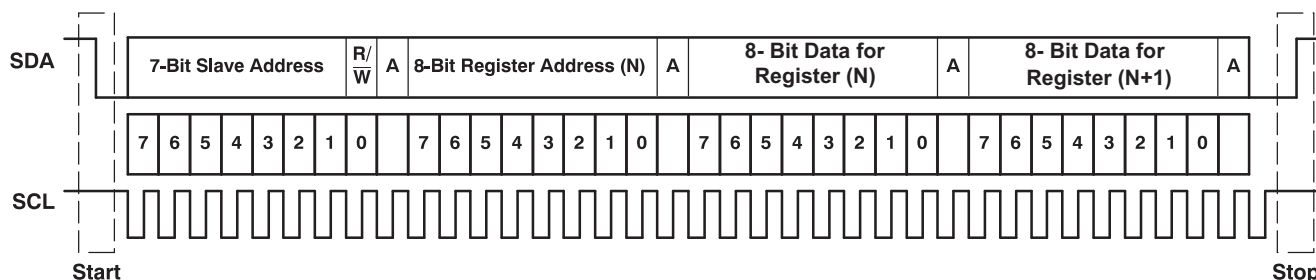 SDA
7-Bit Slave Address
R/
W
A
8-Bit Register Address (N)
A
8- Bit Data for
Register (N)
A
8- Bit Data for
Register (N+1)
A
7 6 5 4 3 2 1 0 7 6 5 4 3 2 1 0 7 6 5 4 3 2 1 0 7 6 5 4 3 2 1 0
SCL
Start
Stop